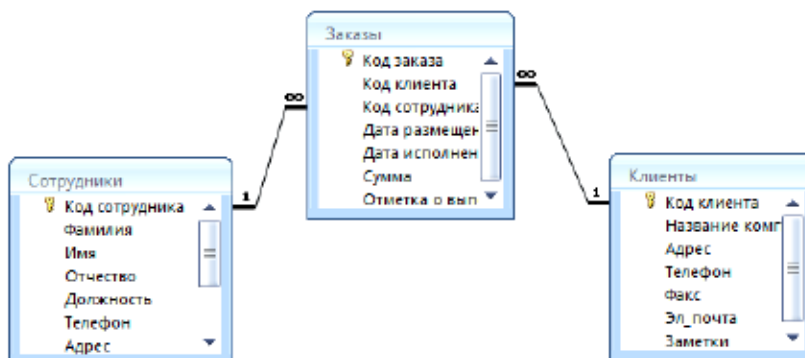 Заказы
Код заказа
Код клиента
Код сотрудника
Дата размещен
Дата исполнен
Сумма
Отметка о вып
∞
∞
1
1
Сотрудники
Код сотрудника
Фамилия
Имя
Отчество
Должность
Телефон
Адрес
Клиенты
Код клиента
Название комп
Адрес
Телефон
Факс
Эл_почта
Заметки